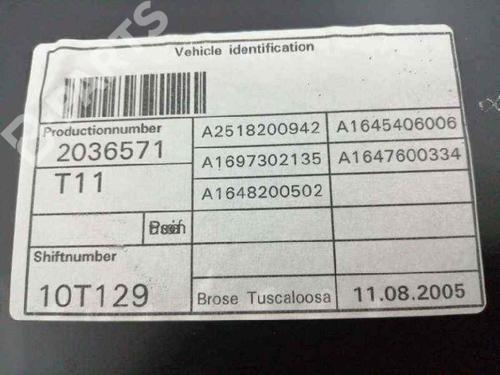 Vehicle identification
Productionnumber
2036571
T11
A2518200942 A1645406006
A1697302135 A1647600334
A1648200502
Shiftnumber
10T129
Brose Tuscaloosa 11.08.2005